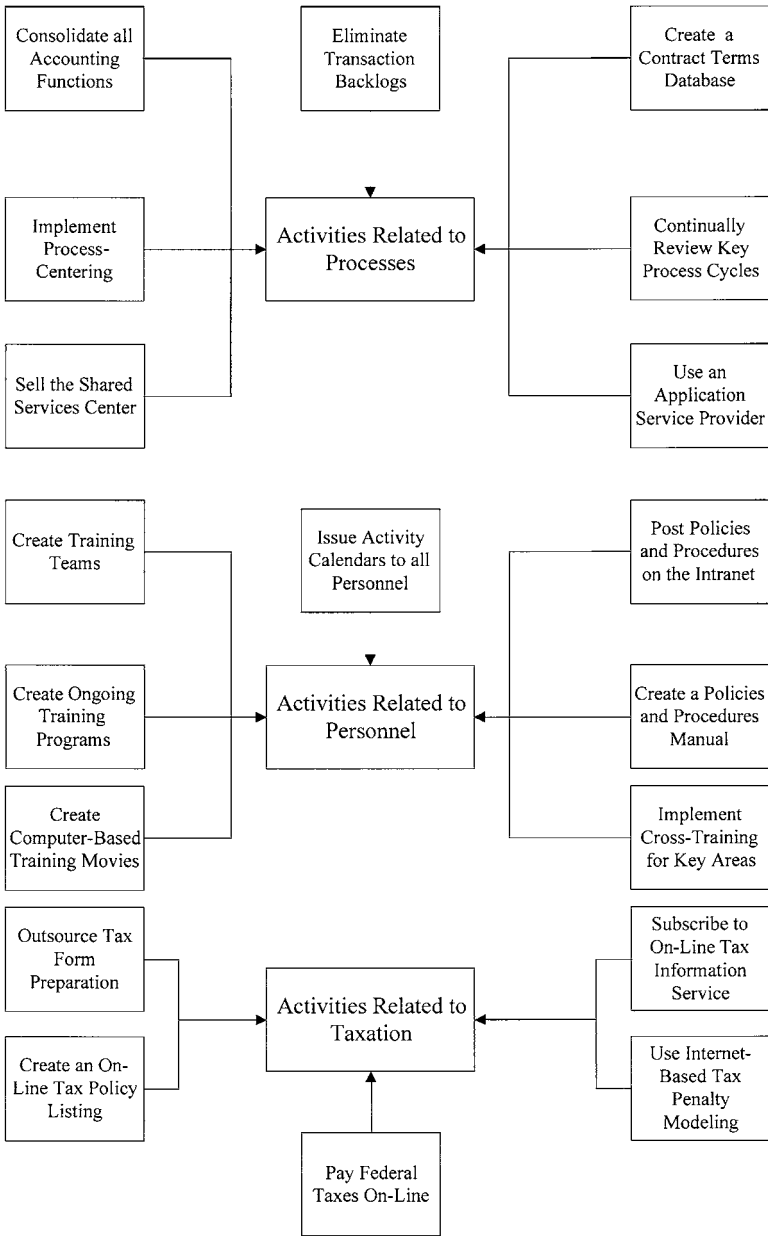 Consolidate all
Accounting
Functions
Eliminate
Transaction
Backlogs
Create a
Contract Terms
Database
Implement
Process-
Centering
Activities Related to
Processes
Continually
Review Key
Process Cycles
Sell the Shared
Services Center
Use an
Application
Service Provider
Create Training
Teams
Issue Activity
Calendars to all
Personnel
Post Policies
and Procedures
on the Intranet
Create Ongoing
Training
Programs
Activities Related to
Personnel
Create a Policies
and Procedures
Manual
Create
Computer-Based
Training Movies
Implement
Cross-Training
for Key Areas
Outsource Tax
Form
Preparation
Activities Related to
Taxation
Subscribe to
On-Line Tax
Information
Service
Create an On-
Line Tax Policy
Listing
Use Internet-
Based Tax
Penalty
Modeling
Pay Federal
Taxes On-Line